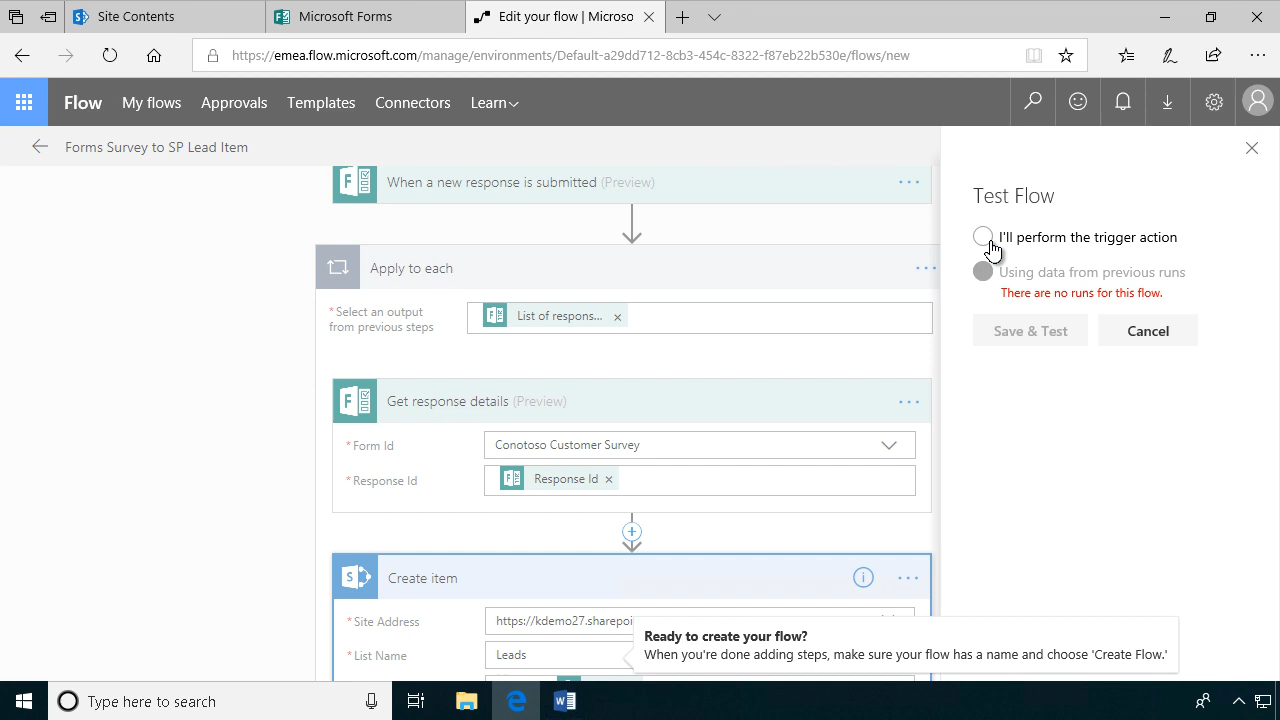 Site Contents
Microsoft Forms
Edit your flow | Microso
https://emea.flow.microsoft.com/manage/environments/Default-a29dd712-8cb3-454c-8322-f87eb22b530e/flows/new
Flow My flows Approvals Templates Connectors Learn
Forms Survey to SP Lead Item
When a new response is submitted (Preview)
Apply to each
* Select an output
from previous steps
List of respons...
Get response details (Preview)
* Form Id
Conotoso Customer Survey
* Response Id
Response Id
Create item
* Site Address
https://kdemo27.sharepoi
* List Name
Leads
Test Flow
I'll perform the trigger action
Using data from previous runs
There are no runs for this flow.
Save & Test
Cancel
Ready to create your flow?
When you're done adding steps, make sure your flow has a name and choose 'Create Flow.'
Type here to search